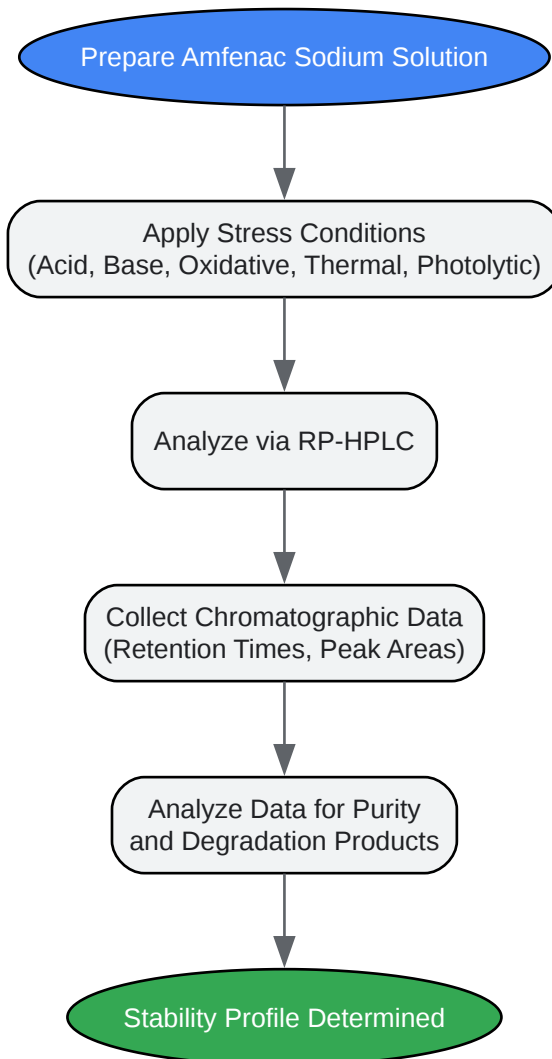 Prepare Amfenac Sodium Solution
Apply Stress Conditions
(Acid, Base, Oxidative, Thermal, Photolytic)
Analyze via RP-HPLC
Collect Chromatographic Data
(Retention Times, Peak Areas)
Analyze Data for Purity
and Degradation Products
Stability Profile Determined